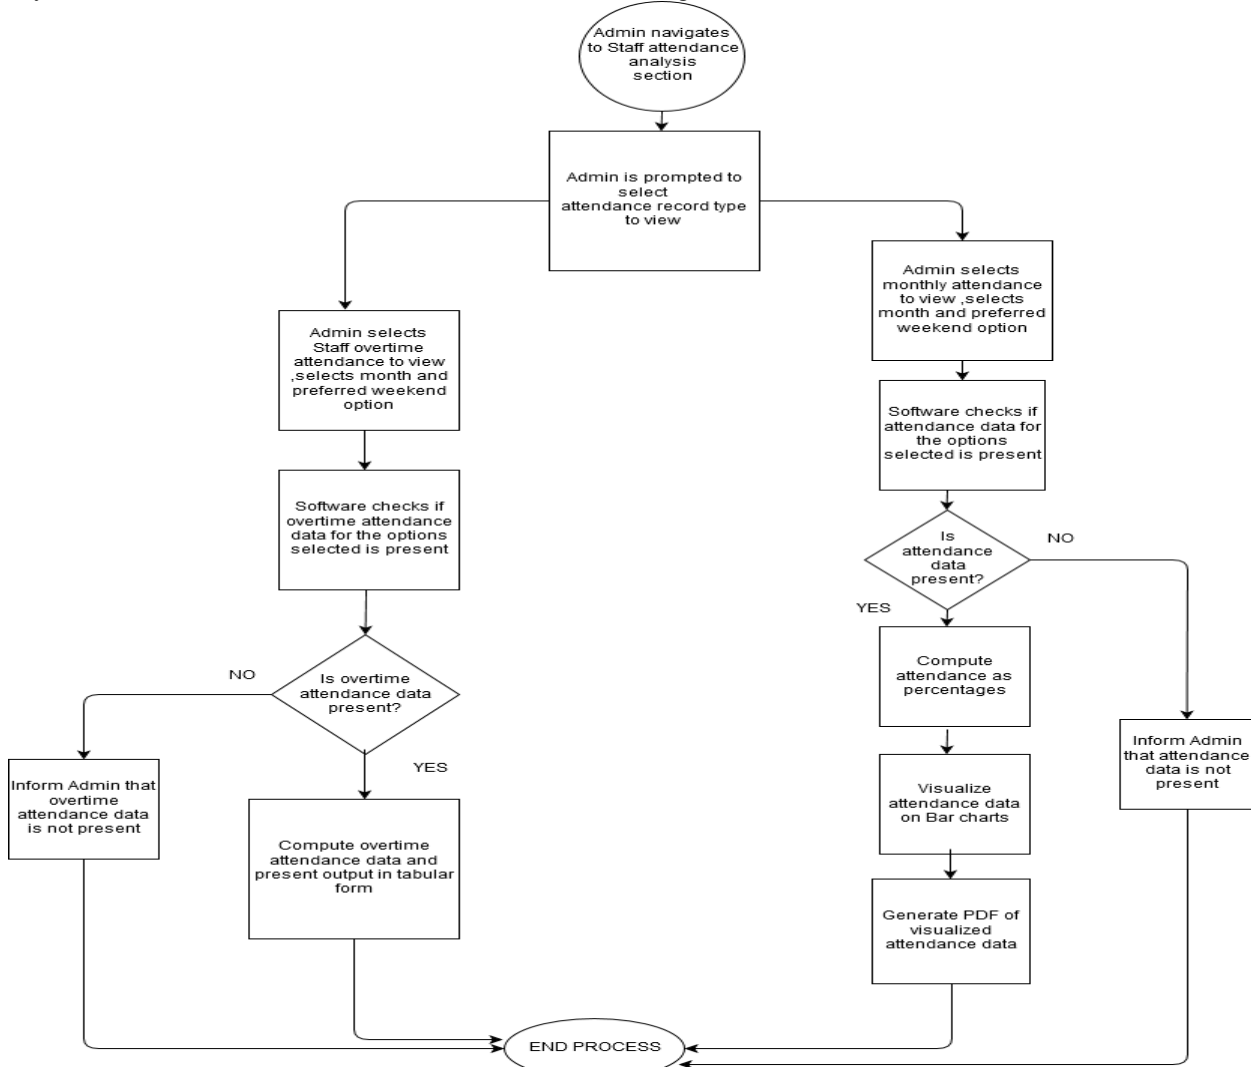 Admin navigates
to Staff attendance
analysis
section
Admin is prompted to
select
attendance record type
to view
Admin selects
monthly attendance
to view ,selects
month and preferred
weekend option
Admin selects
Staff overtime
attendance to view
,selects month and
preferred weekend
option
Software checks if
attendance data for
the options
selected is present
Software checks if
overtime attendance
data for the options
selected is present
Is
attendance
data
present?
NO
YES
Is overtime
attendance data
present?
NO
YES
Compute
attendance as
percentages
Inform Admin
that attendance
data is not
present
Inform Admin that
overtime
attendance data
is not present
Visualize
attendance data
on Bar charts
Compute overtime
attendance data and
present output in tabular
form
Generate PDF of
visualized
attendance data
END PROCESS